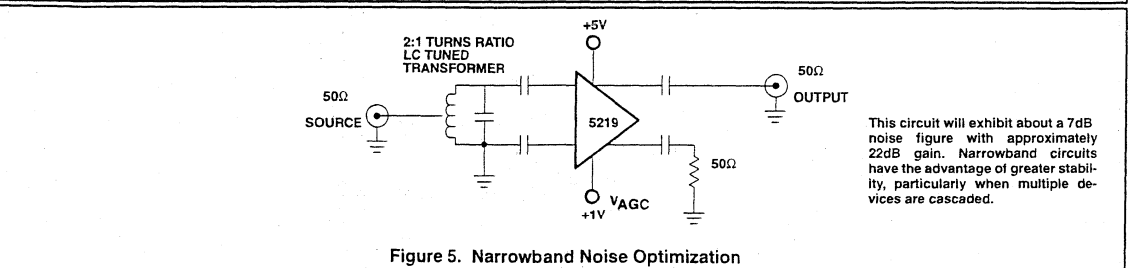 +5V
2:1 TURNS RATIO
LC TUNED
TRANSFORMER
50Ω
SOURCE
5219
50Ω
OUTPUT
50Ω
+1V
VAGC
This circuit will exhibit about a 7dB
noise figure with approximately
22dB gain. Narrowband circuits
have the advantage of greater stabil-
ity, particularly when multiple de-
vices are cascaded.
Figure 5. Narrowband Noise Optimization